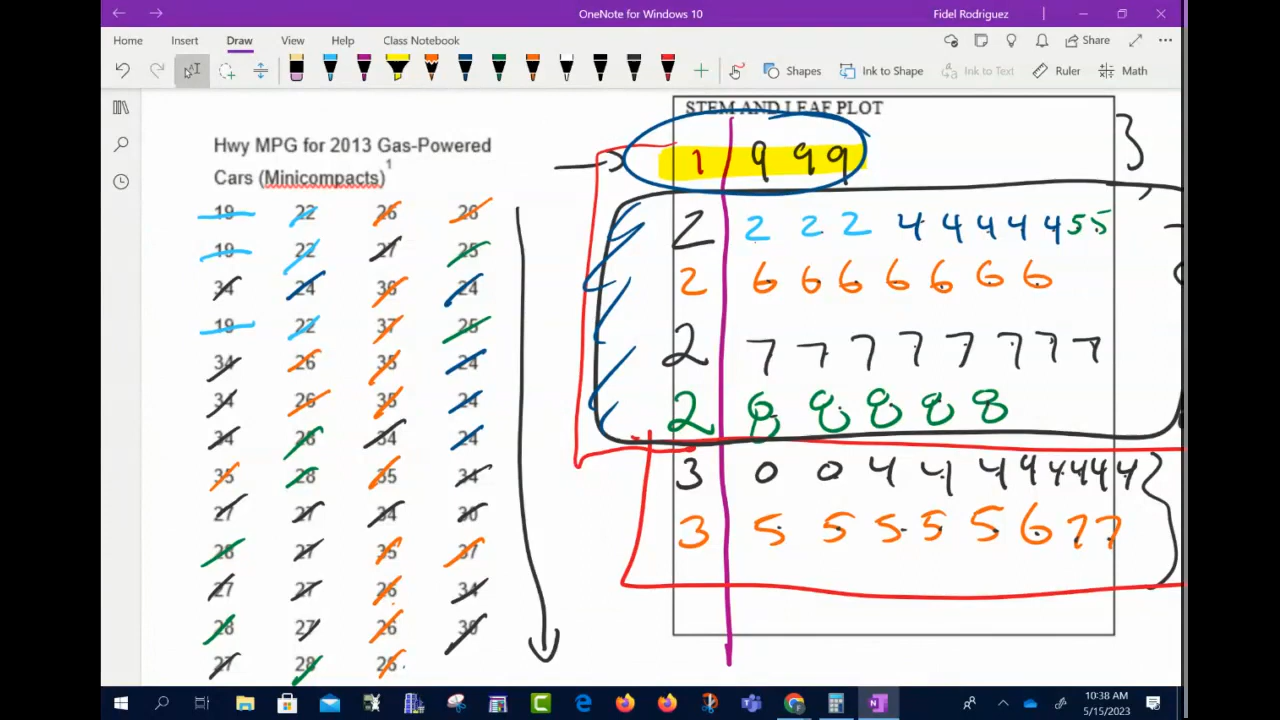 OneNote for Windows 10
Fidel Rodriguez
Home Insert Draw View Help Class Notebook
Share
Shapes
Ink to Shape
Ink to Text
Ruler
Math
STEM AND LEAF PLOT
Hwy MPG for 2013 Gas-Powered
Cars (Minicompacts)1
19 22 26 26
19 22 27 25
34 24 36 24
19 22 37 25
34 26 35 24
34 26 35 24
34 28 34 24
35 28 35 34
27 27 34 30
28 27 35 37
27 27 26 34
28 27 26 30
27 28 26
1 9 9 9
2 2 2 2 4 4 4 4 4 5 5
2 6 6 6 6 6 6 6
2 7 7 7 7 7 7 7 7
2 8 8 8 8 8
3 0 0 4 4 4 4 4 4 4 4
3 5 5 5 5 5 6 7 7
10:38 AM
5/15/2023